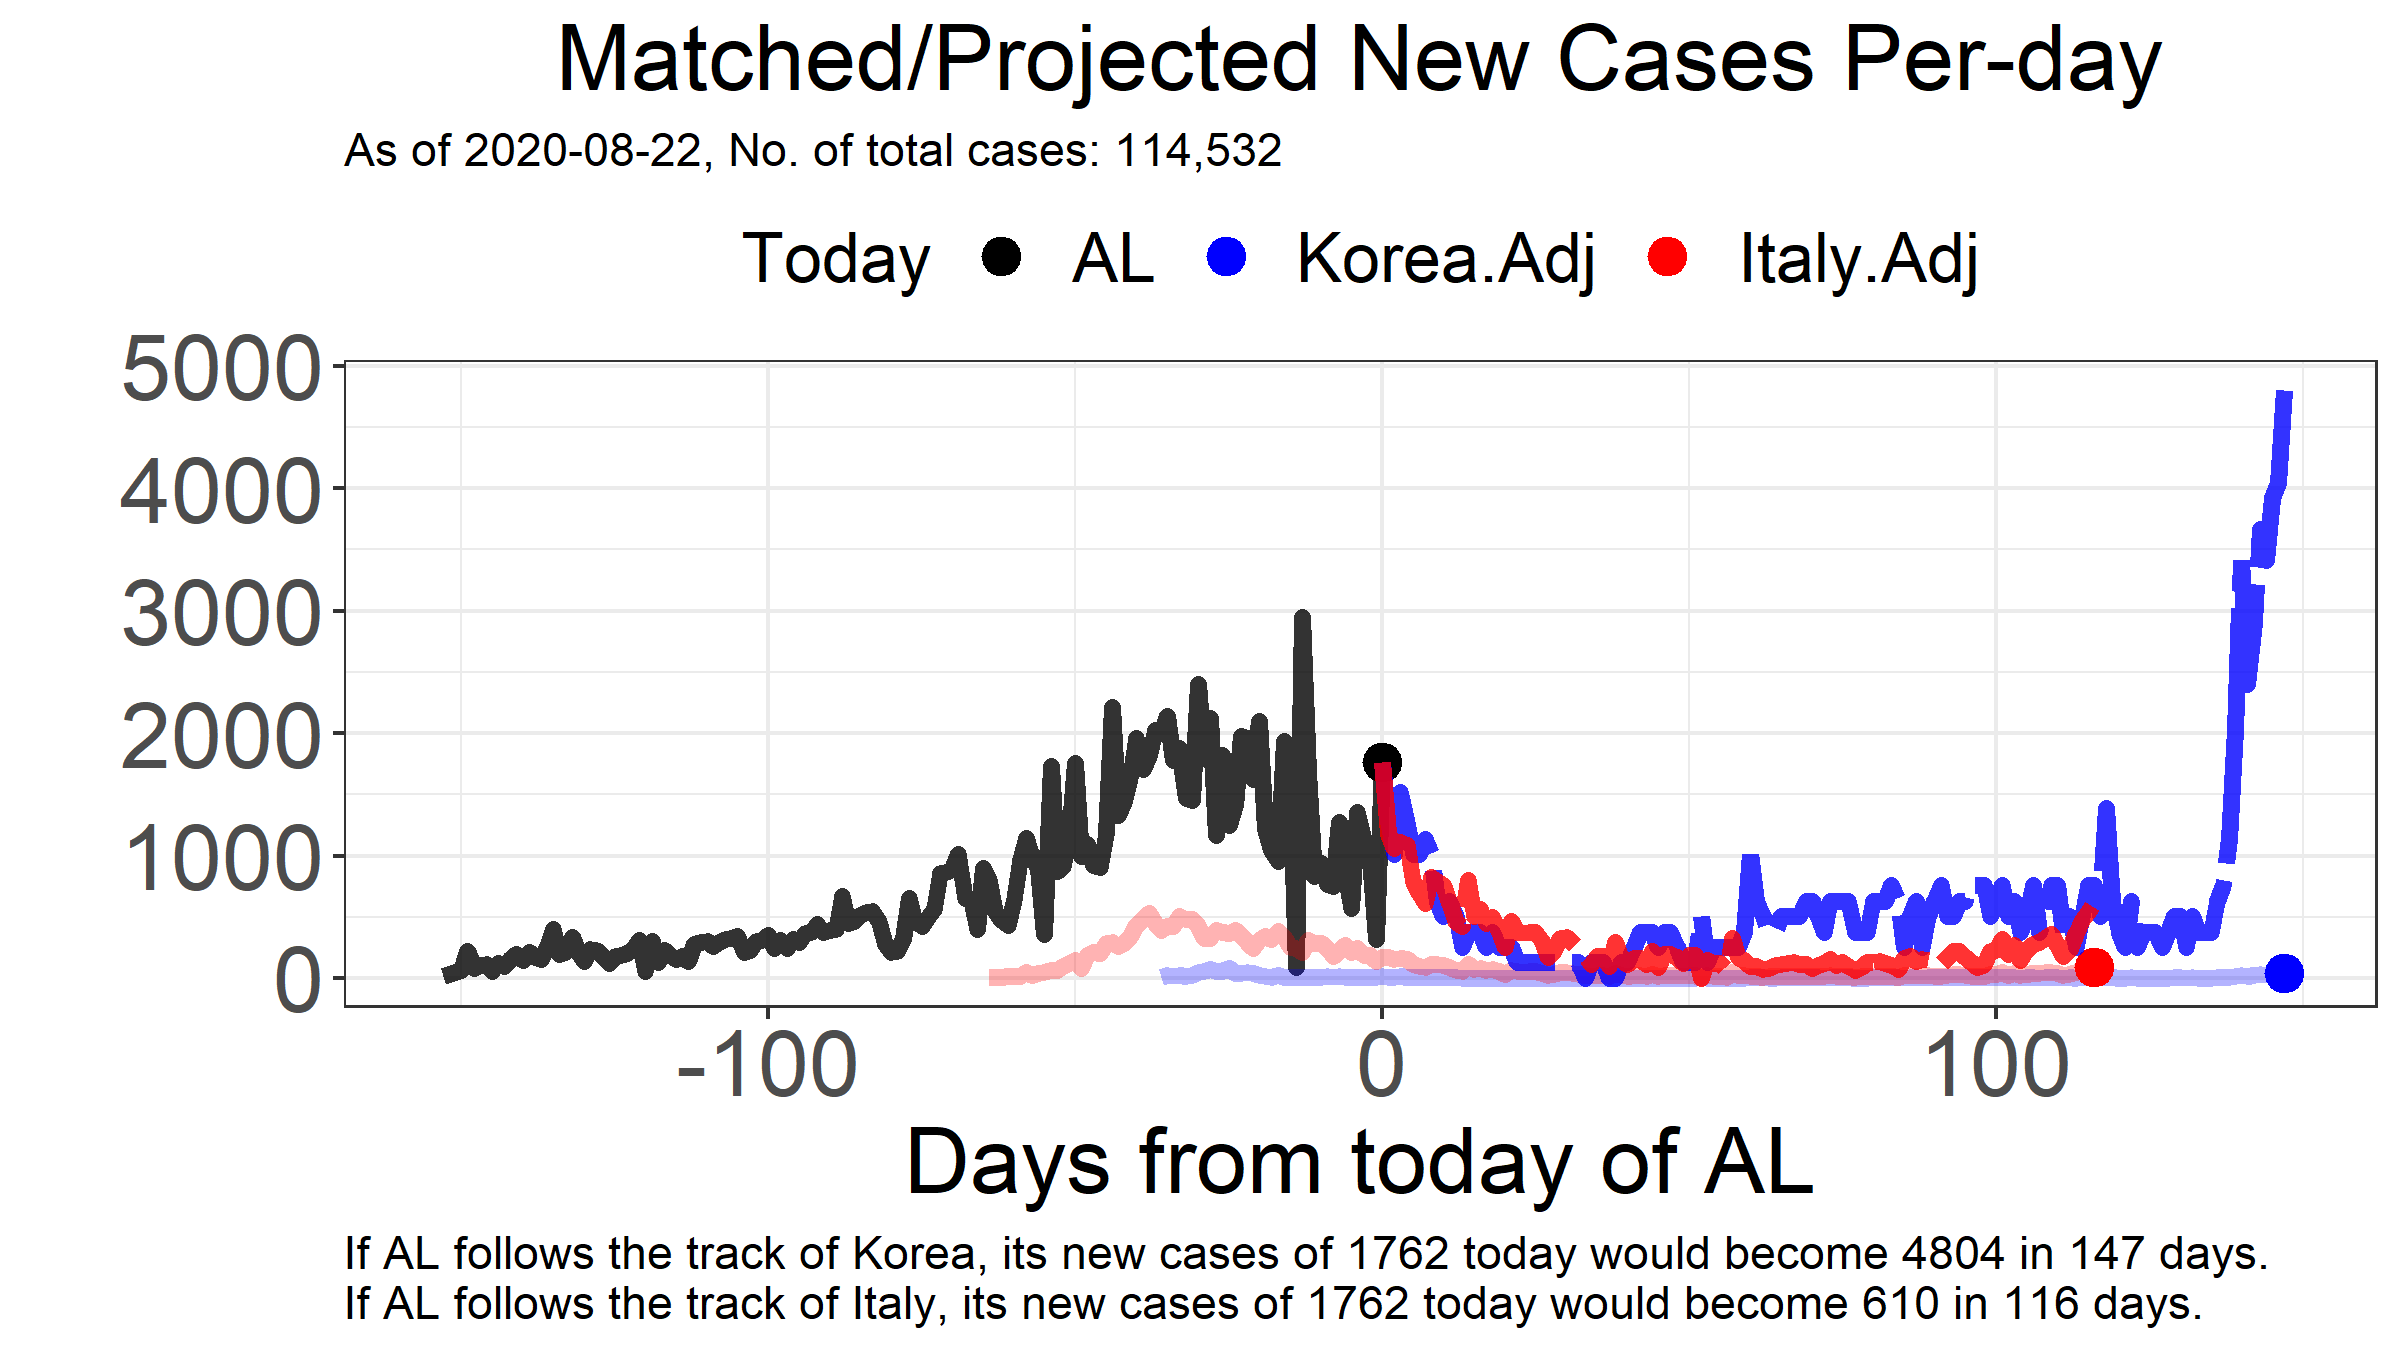 Matched/Projected New Cases Per-day
As of 2020-08-22, No. of total cases: 114,532
Today AL Korea.Adj Italy.Adj
5000
4000
3000
2000
1000
0
-100 0 100
Days from today of AL
If AL follows the track of Korea, its new cases of 1762 today would become 4804 in 147 days.
If AL follows the track of Italy, its new cases of 1762 today would become 610 in 116 days.